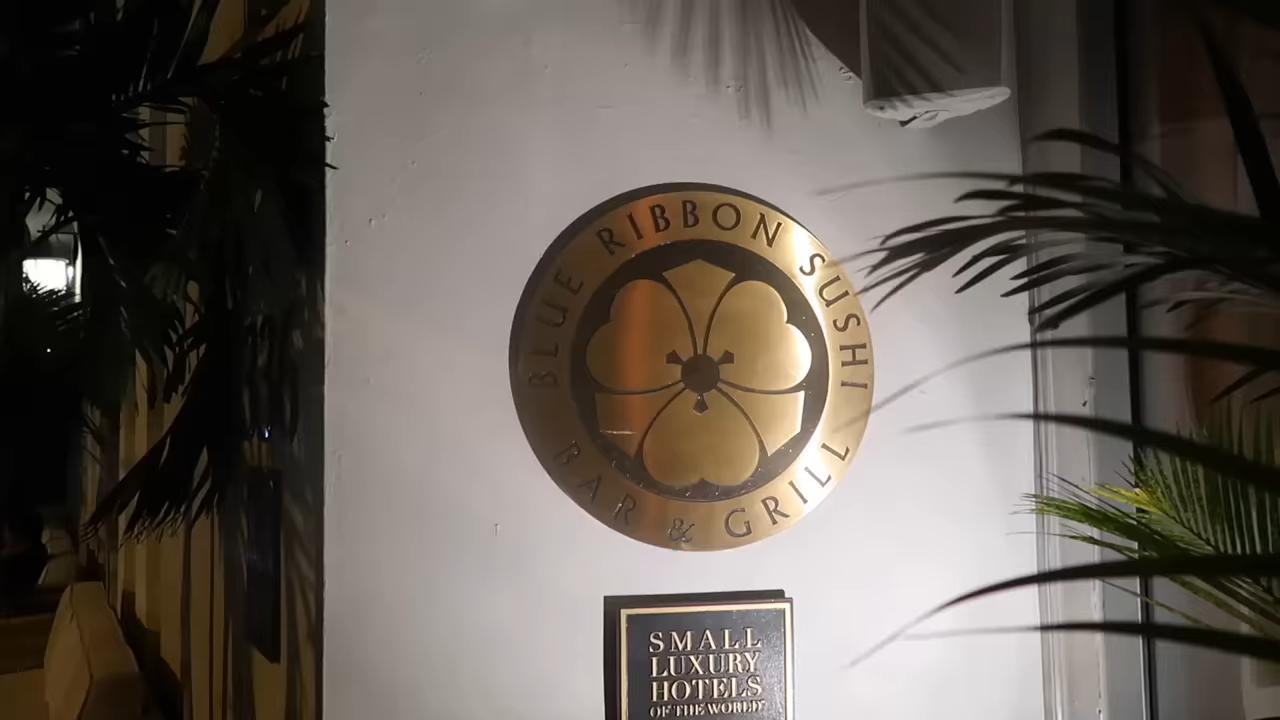 BLUE RIBBON SUSHI
BAR & GRILL
SMALL
LUXURY
HOTELS
OF THE WORLD